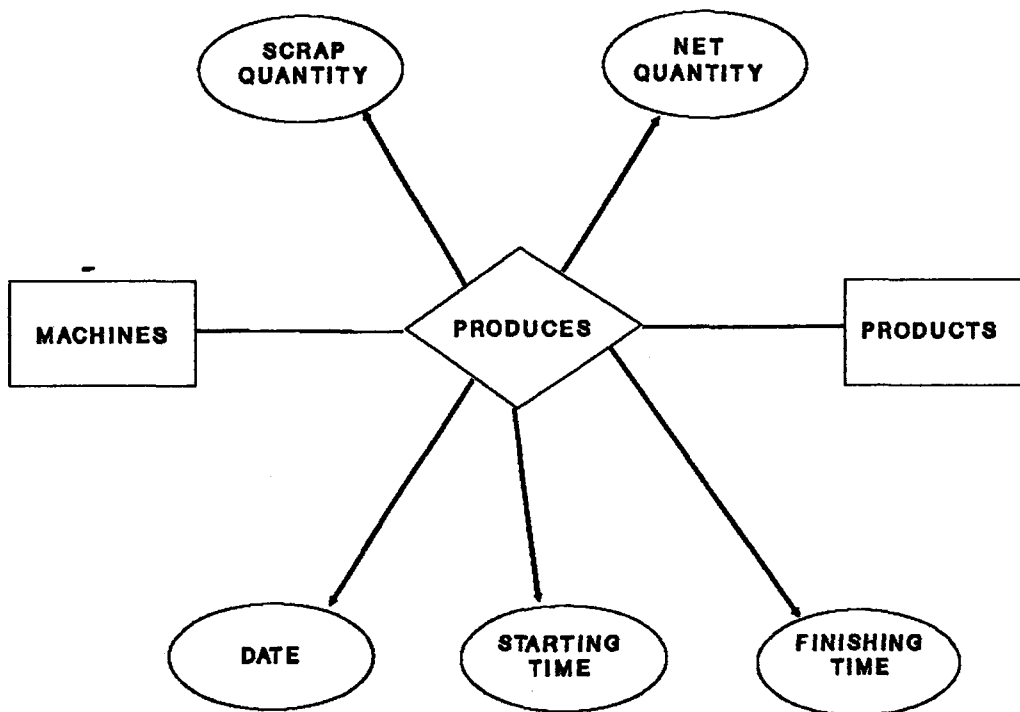 SCRAP
QUANTITY
NET
QUANTITY
MACHINES
PRODUCES
PRODUCTS
DATE
STARTING
TIME
FINISHING
TIME